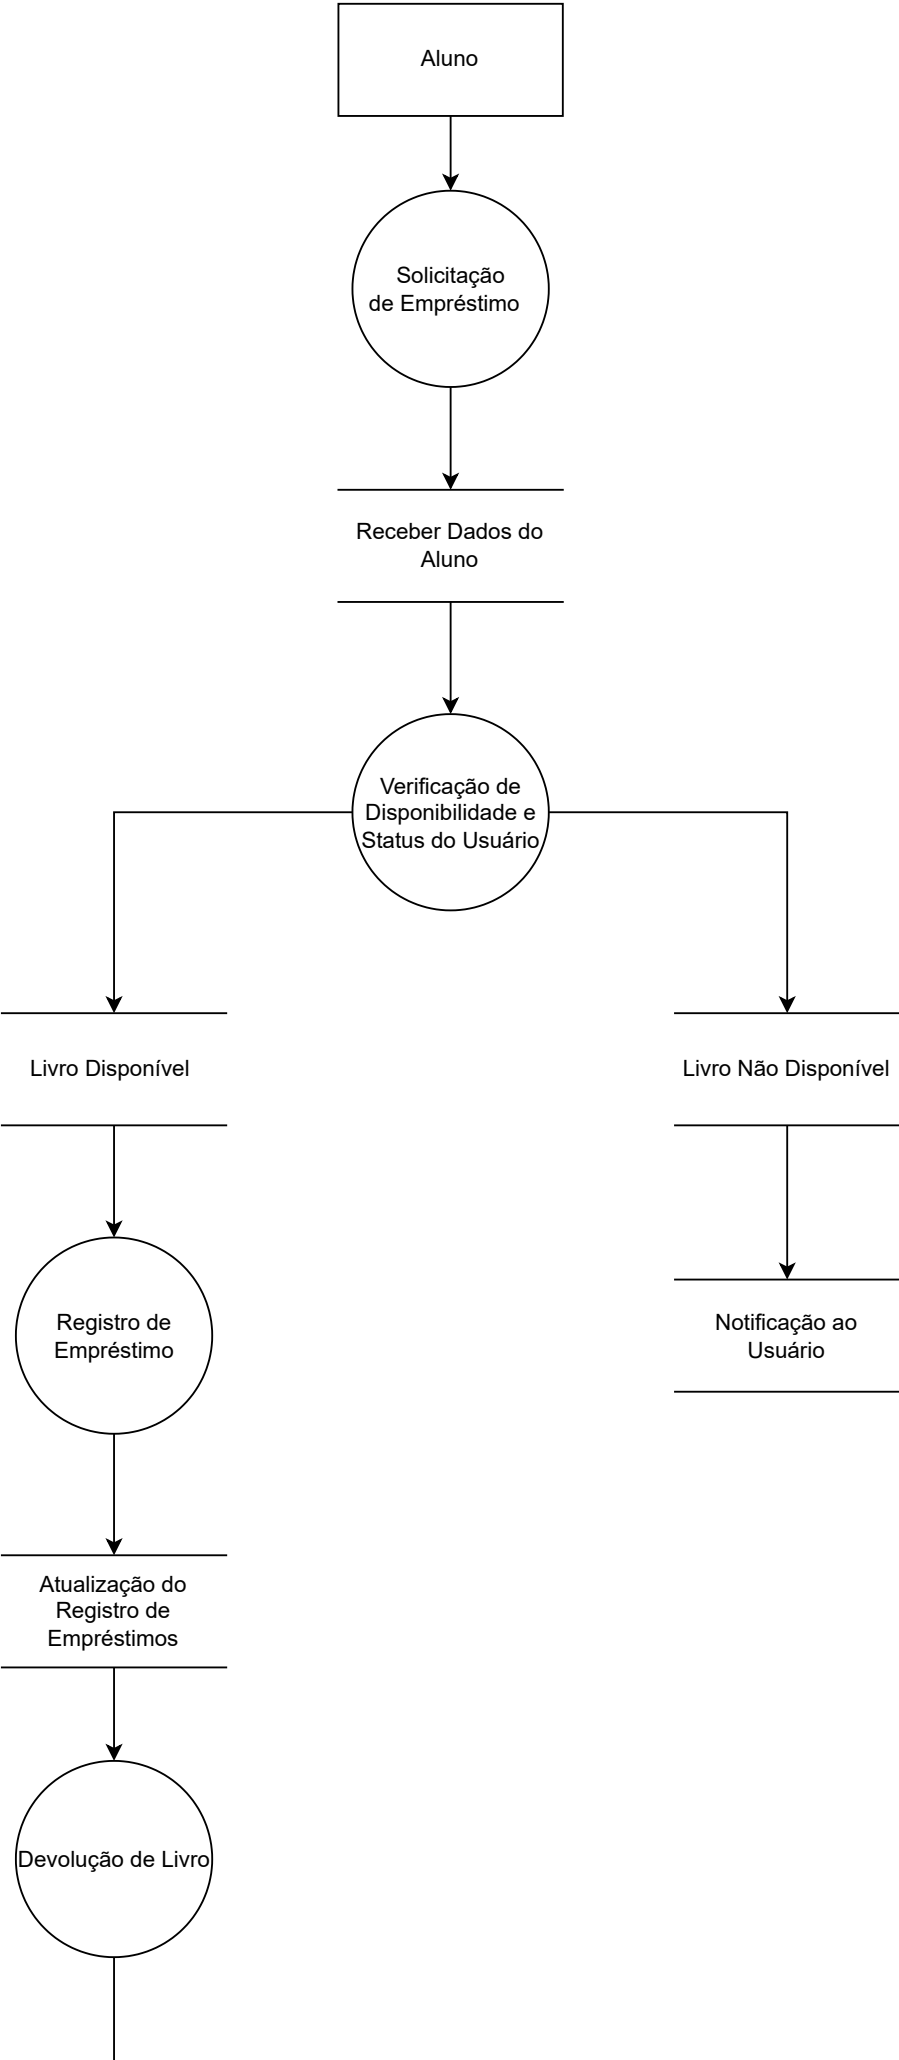 Aluno
Solicitação
de Empréstimo
Receber Dados do
Aluno
Verificação de
Disponibilidade e
Status do Usuário
Livro Disponível
Livro Não Disponível
Registro de
Empréstimo
Notificação ao
Usuário
Atualização do
Registro de
Empréstimos
Devolução de Livro